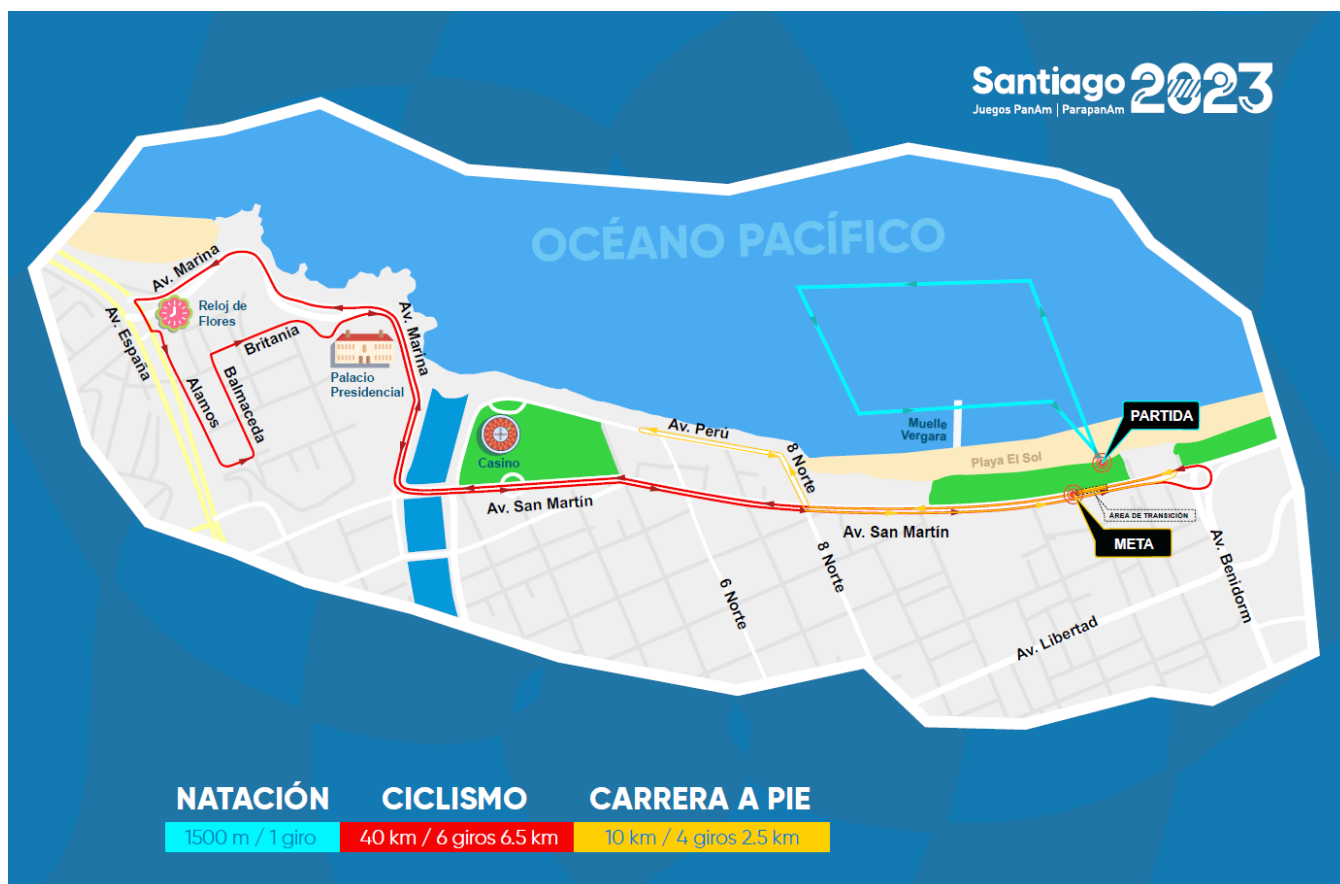 Santiago 2023
Juegos PanAm | ParapanAm
OCÉANO PACÍFICO
Av. Marina
Reloj de
Flores
Av. España
Britania
Av. Marina
Palacio
Presidencial
Alamos
Balmaceda
Casino
Av. Perú
8 Norte
Muelle
Vergara
PARTIDA
Playa El Sol
Av. San Martín
ÁREA DE TRANSICIÓN
Av. San Martín
META
8 Norte
6 Norte
Av. Benidorm
Av. Libertad
NATACIÓN
1500 m / 1 giro
CICLISMO
40 km / 6 giros 6.5 km
CARRERA A PIE
10 km / 4 giros 2.5 km